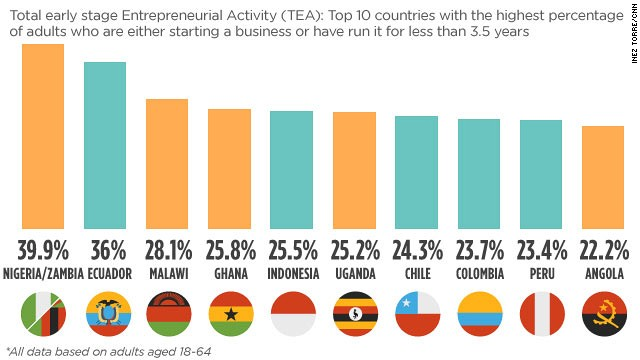 Total early stage Entrepreneurial Activity (TEA): Top 10 countries with the highest percentage
of adults who are either starting a business or have run it for less than 3.5 years
INEZ TORRE/CNN
39.9% 36% 28.1% 25.8% 25.5% 25.2% 24.3% 23.7% 23.4% 22.2%
NIGERIA/ZAMBIA ECUADOR MALAWI GHANA INDONESIA UGANDA CHILE COLOMBIA PERU ANGOLA
*All data based on adults aged 18-64